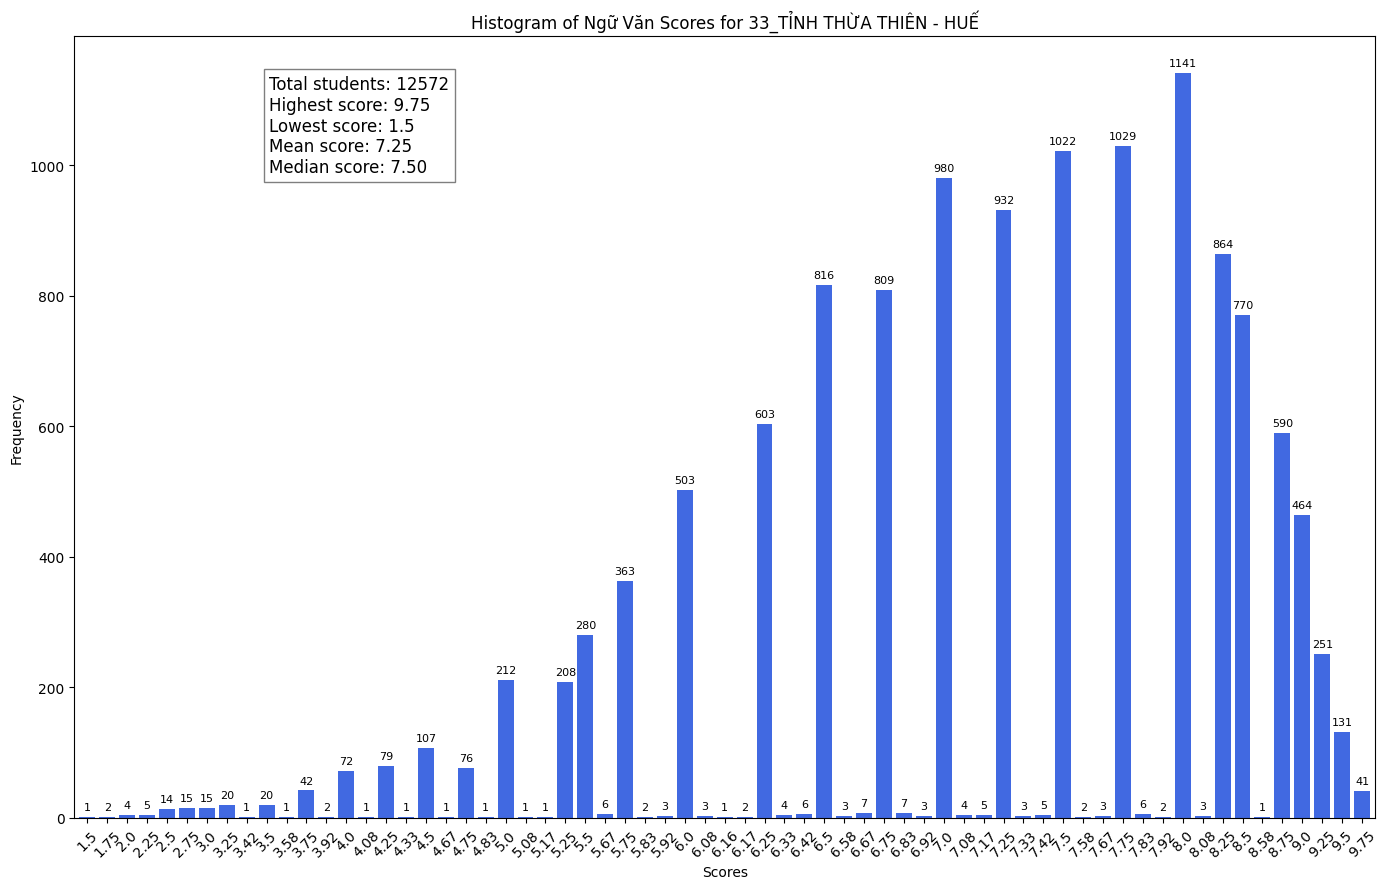 Histogram of Ngữ Văn Scores for 33_TỈNH THỪA THIÊN - HUẾ
Total students: 12572
Highest score: 9.75
Lowest score: 1.5
Mean score: 7.25
Median score: 7.50
Frequency
1000
800
600
400
200
0
1 2 4 5 14 15 15 20 1 20 1 42 2 72 1 79 1 107 1 76 1 212 1 1 208 280 6 363 2 3 503 3 1 2 603 4 6 816 3 7 809 7 3 980 4 5 932 3 5 1022 2 3 1029 6 2 1141 3 864 770 1 590 464 251 131 41
1.5 1.75 2.0 2.25 2.5 2.75 3.0 3.25 3.42 3.5 3.58 3.75 3.92 4.0 4.08 4.25 4.33 4.5 4.67 4.75 4.83 5.0 5.08 5.17 5.25 5.5 5.67 5.75 5.83 5.92 6.0 6.08 6.16 6.17 6.25 6.33 6.42 6.5 6.58 6.67 6.75 6.83 6.92 7.0 7.08 7.17 7.25 7.33 7.42 7.5 7.58 7.67 7.75 7.83 7.92 8.0 8.08 8.25 8.5 8.58 8.75 9.0 9.25 9.5 9.75
Scores